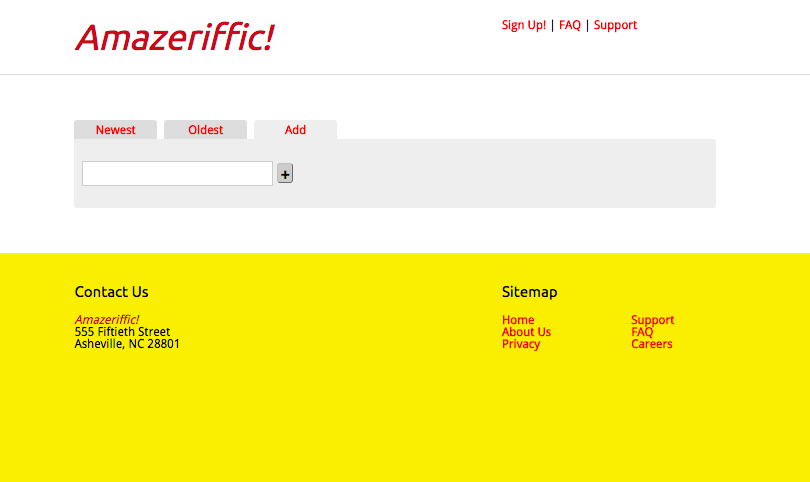 Amazeriffic!
Sign Up! | FAQ | Support
Newest Oldest Add
+
Contact Us
Amazeriffic!
555 Fiftieth Street
Asheville, NC 28801
Sitemap
Home Support
About Us FAQ
Privacy Careers